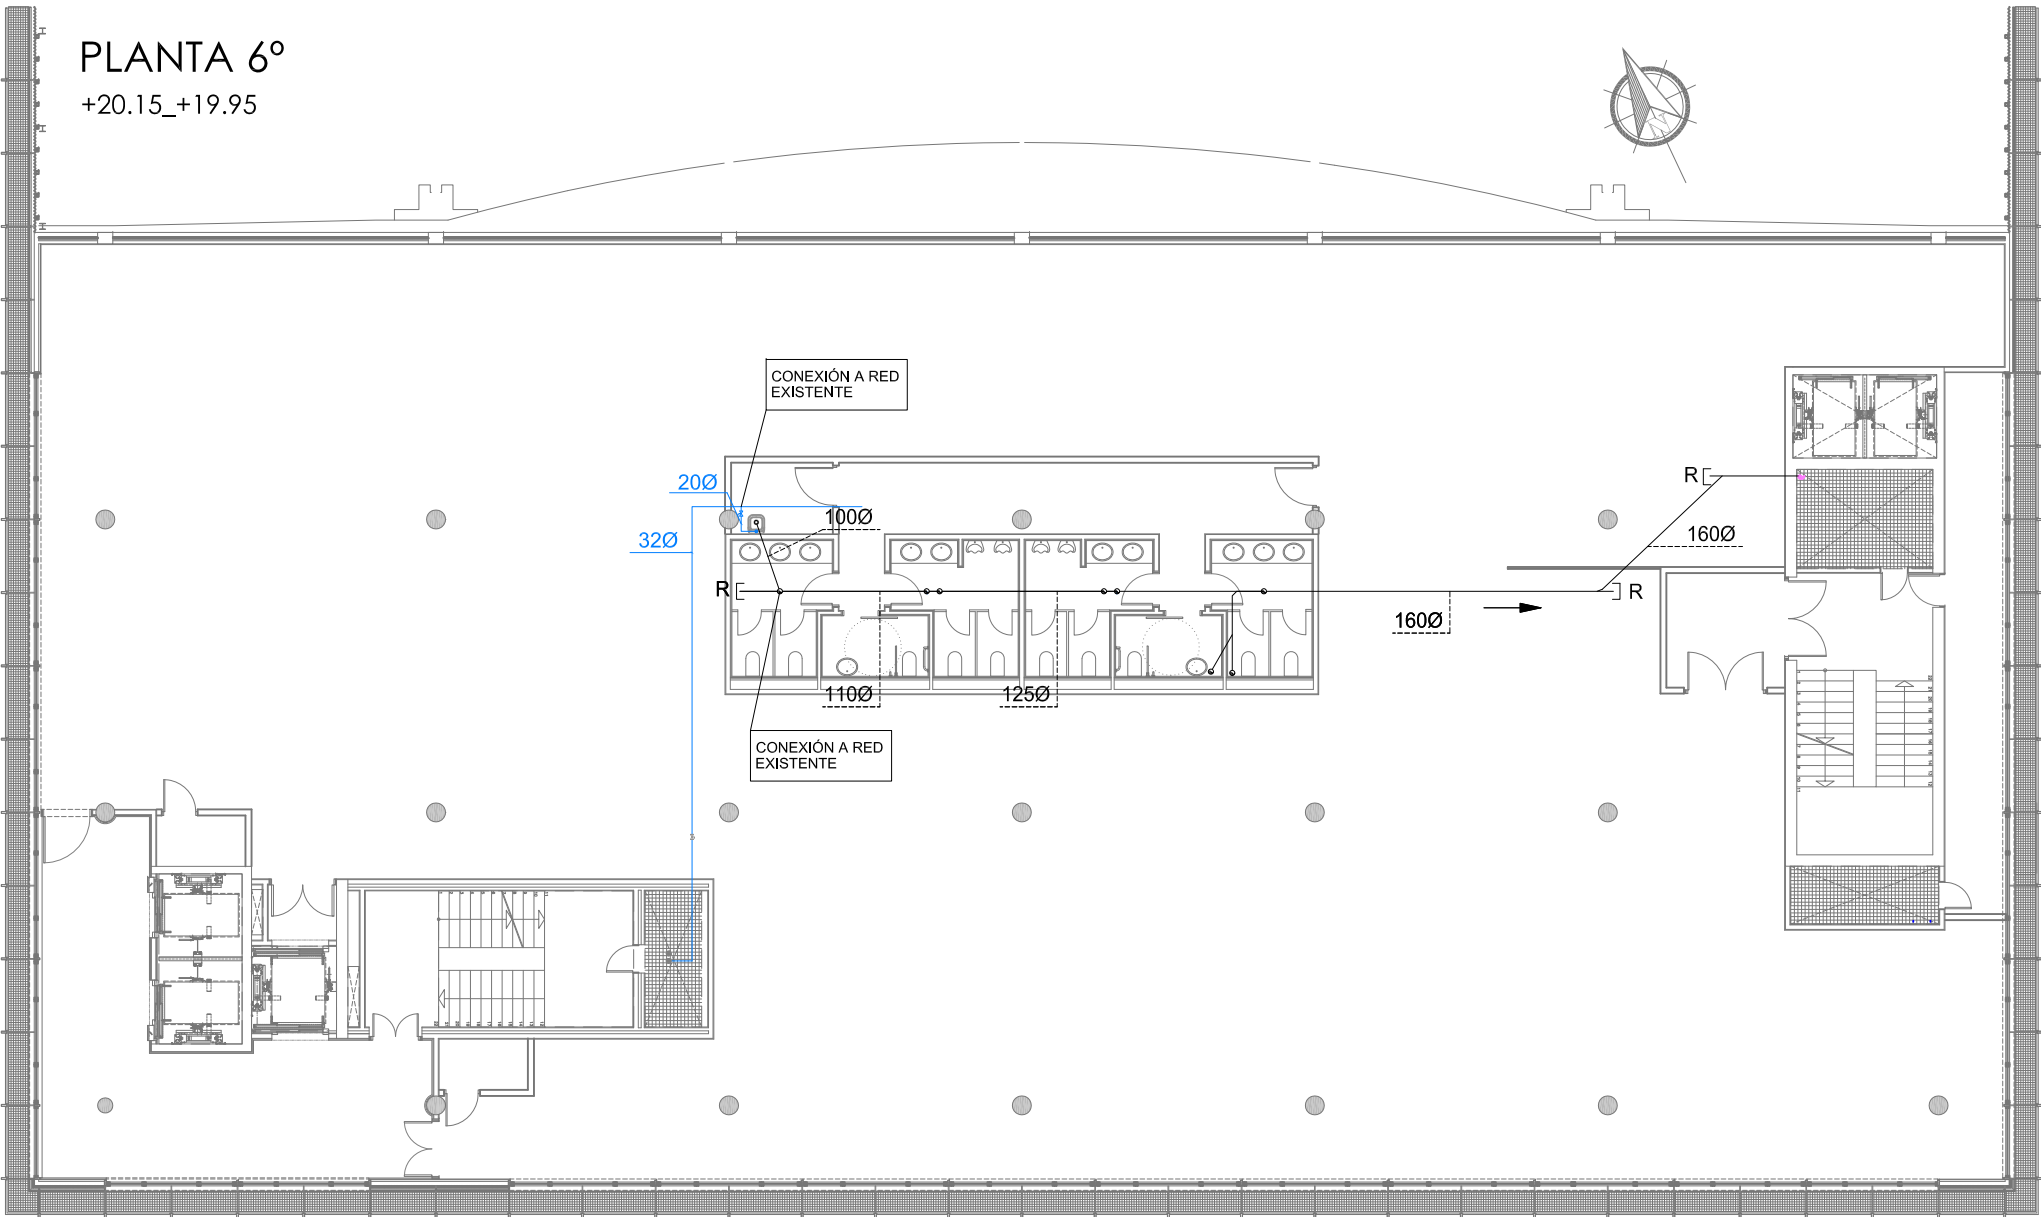 PLANTA 6º
+20.15_+19.95
N
CONEXIÓN A RED
EXISTENTE
20Ø
100Ø
32Ø
R
R
160Ø
R
160Ø
110Ø
125Ø
CONEXIÓN A RED
EXISTENTE